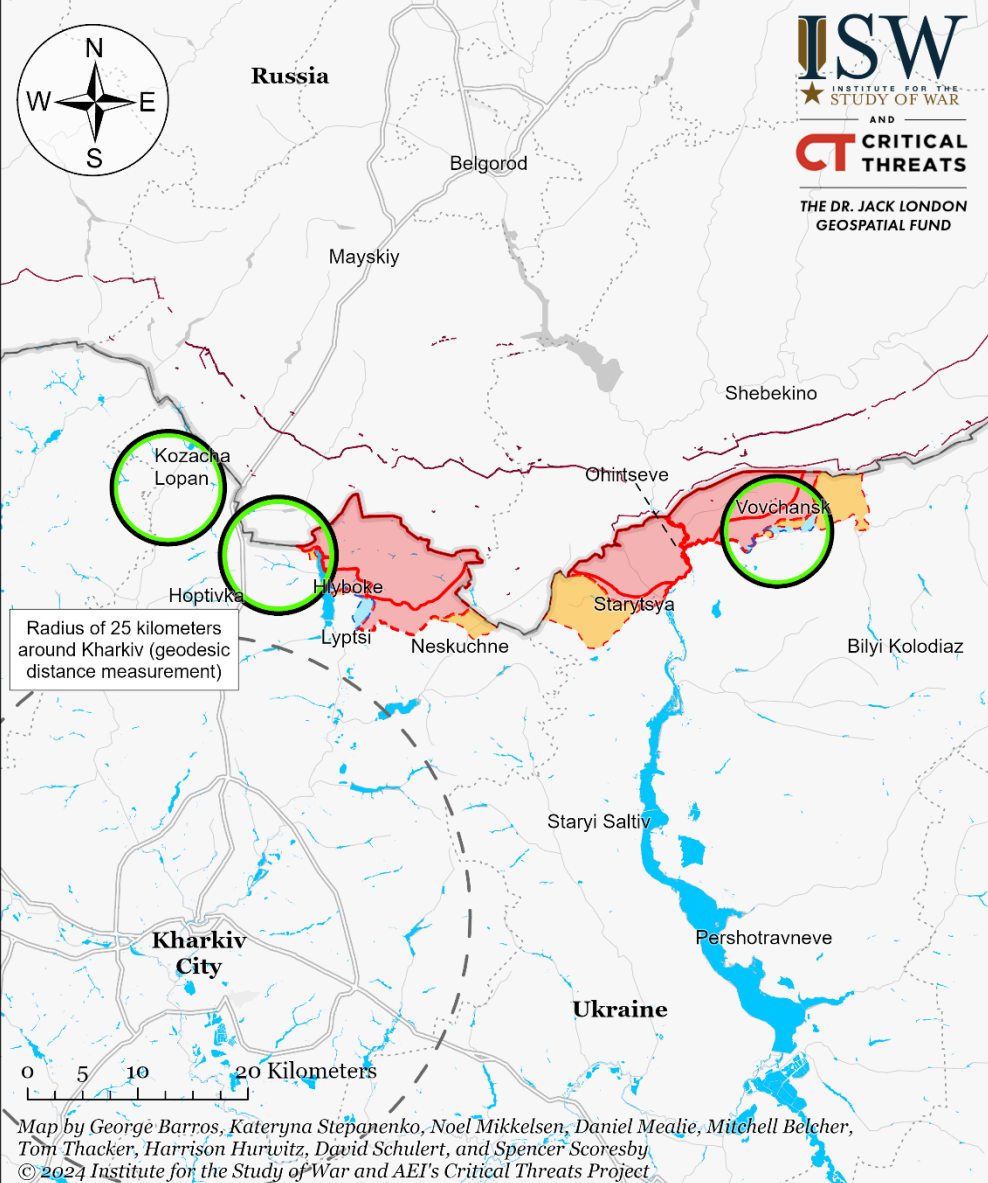 N
W
E
S
Russia
ISW
INSTITUTE FOR THE
STUDY OF WAR
AND
CT CRITICAL
THREATS
THE DR. JACK LONDON
GEOSPATIAL FUND
Belgorod
Mayskiy
Shebekino
Kozacha
Lopan
Ohirtseve
Vovchansk
Hoptivka
Hlyboke
Starytsya
Lyptsi
Neskuchne
Bilyi Kolodiaz
Radius of 25 kilometers
around Kharkiv (geodesic
distance measurement)
Staryi Saltiv
Pershotravneve
Kharkiv
City
Ukraine
0 5 10 20 Kilometers
Map by George Barros, Kateryna Stepanenko, Noel Mikkelsen, Daniel Mealie, Mitchell Belcher,
Tom Thacker, Harrison Hurwitz, David Schulert, and Spencer Scoresby
© 2024 Institute for the Study of War and AEI's Critical Threats Project